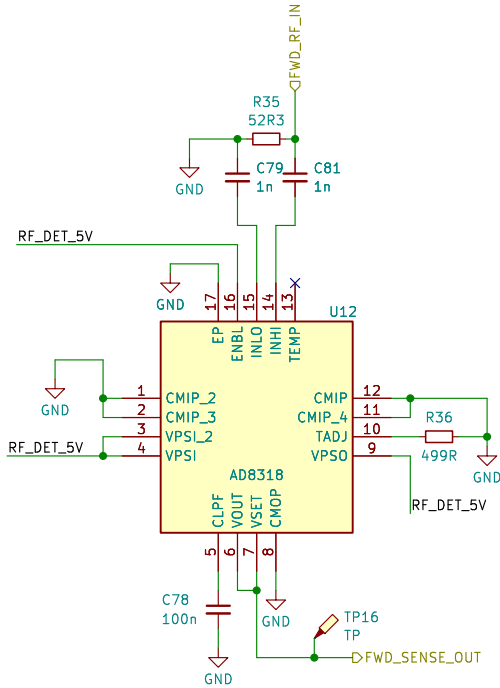 FWD_RF_IN
R35
52R3
C79
1n
C81
1n
GND
RF_DET_5V
GND
17
16
15
14
13
U12
EP
ENBL
INLO
INHI
TEMP
1
CMIP_2
CMIP
12
GND
2
CMIP_3
CMIP_4
11
R36
3
VPSI_2
TADJ
10
RF_DET_5V
4
VPSI
VPSO
9
499R
GND
AD8318
RF_DET_5V
CLPF
VOUT
VSET
CMOP
5
6
7
8
C78
100n
GND
TP16
TP
FWD_SENSE_OUT
GND